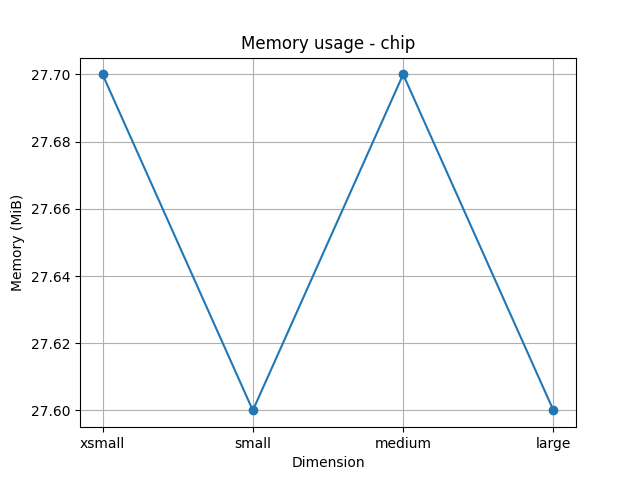 Memory usage - chip
27.70
27.68
27.66
27.64
27.62
27.60
Memory (MiB)
xsmall small medium large
Dimension